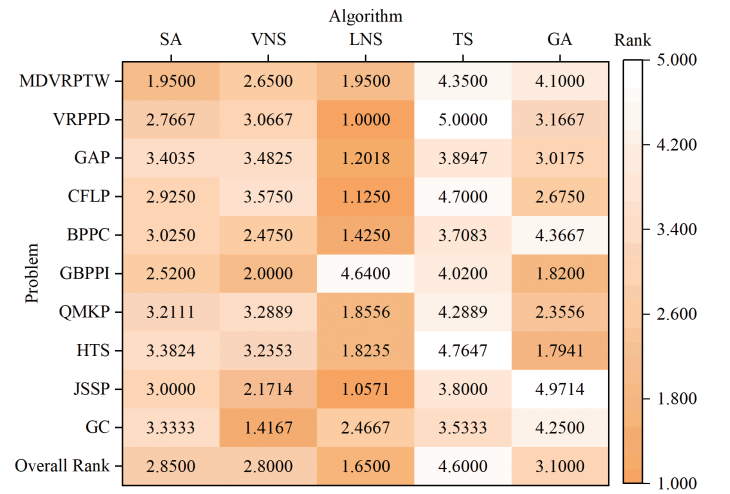 Algorithm
SA VNS LNS TS GA Rank
MDVRPTW 1.9500 2.6500 1.9500 4.3500 4.1000
VRPPD 2.7667 3.0667 1.0000 5.0000 3.1667
GAP 3.4035 3.4825 1.2018 3.8947 3.0175
CFLP 2.9250 3.5750 1.1250 4.7000 2.6750
BPPC 3.0250 2.4750 1.4250 3.7083 4.3667
GBPPI 2.5200 2.0000 4.6400 4.0200 1.8200
QMKP 3.2111 3.2889 1.8556 4.2889 2.3556
HTS 3.3824 3.2353 1.8235 4.7647 1.7941
JSSP 3.0000 2.1714 1.0571 3.8000 4.9714
GC 3.3333 1.4167 2.4667 3.5333 4.2500
Overall Rank 2.8500 2.8000 1.6500 4.6000 3.1000
Problem
5.000
4.200
3.400
2.600
1.800
1.000